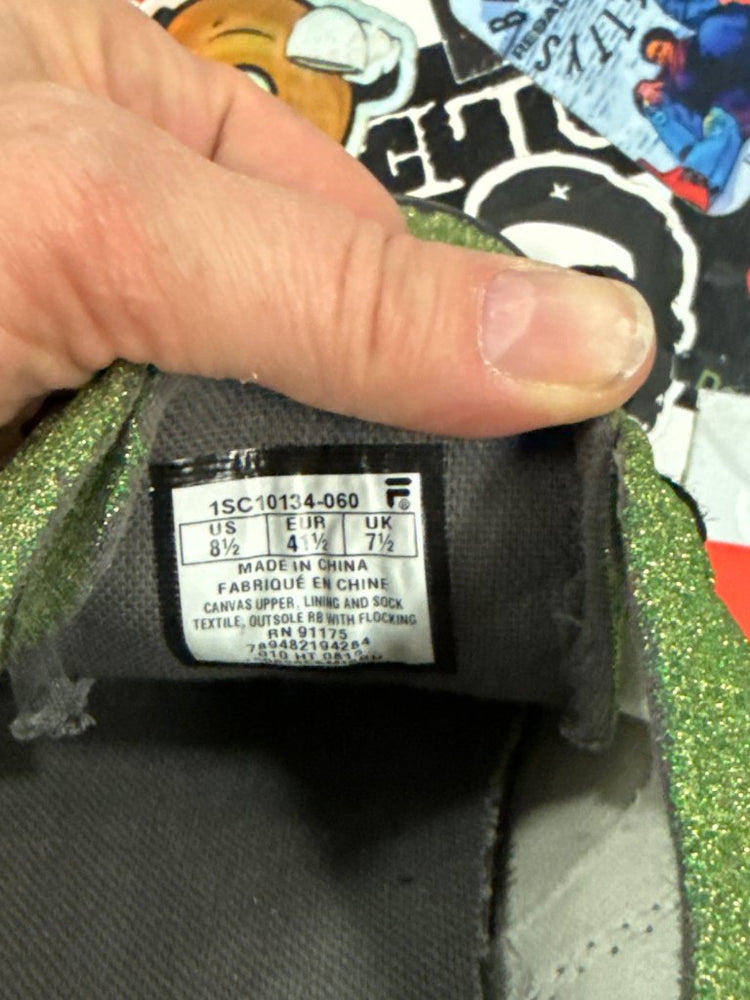 1SC10134-060
US EUR UK
8½ 41½ 7½
MADE IN CHINA
FABRIQUÉ EN CHINE
CANVAS UPPER, LINING AND SOCK
TEXTILE, OUTSOLE RB WITH FLOCKING
RN 91175
789482194284